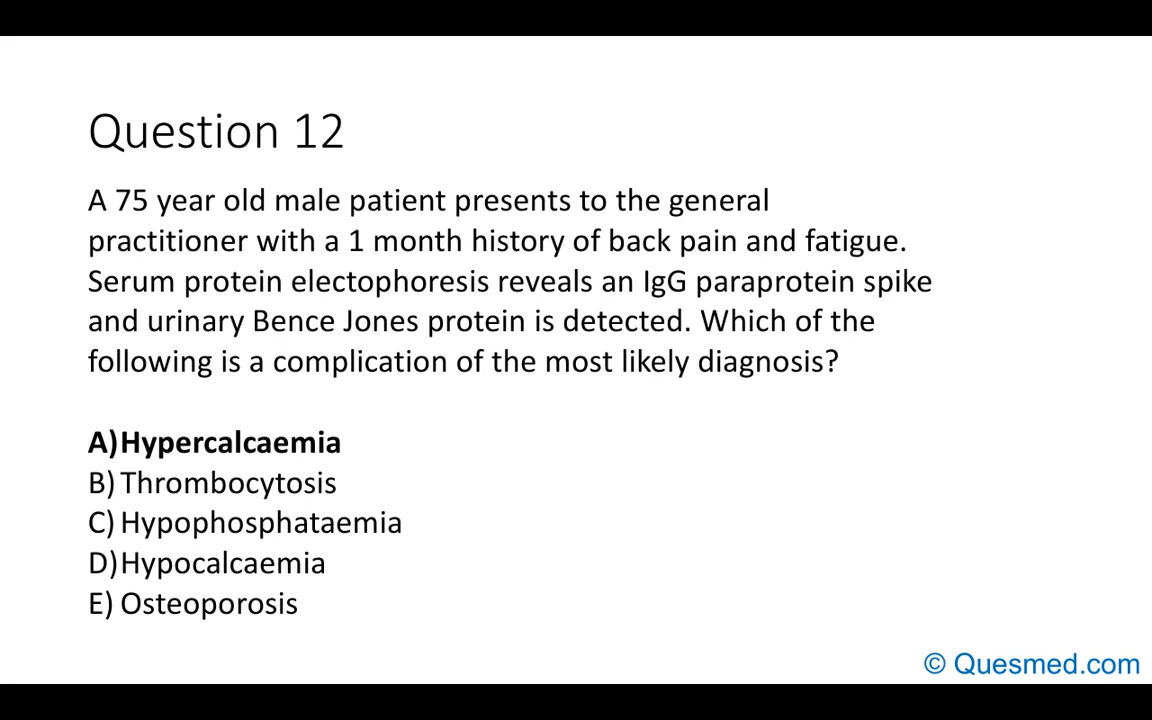 Question 12
A 75 year old male patient presents to the general
practitioner with a 1 month history of back pain and fatigue.
Serum protein electophoresis reveals an IgG paraprotein spike
and urinary Bence Jones protein is detected. Which of the
following is a complication of the most likely diagnosis?
A)Hypercalcaemia
B) Thrombocytosis
C) Hypophosphataemia
D)Hypocalcaemia
E) Osteoporosis
© Quesmed.com